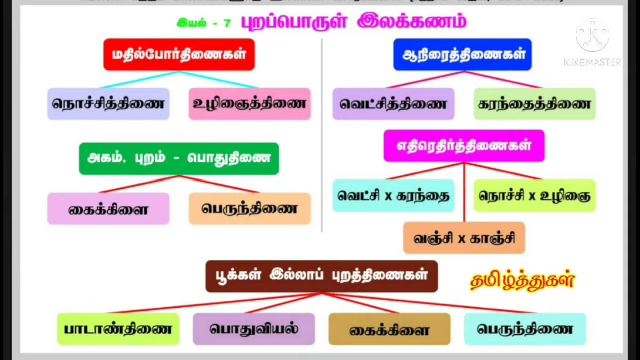 இயல் - 7 புறப்பொருள் இலக்கணம்
KINEMASTER
மதில்போர்திணைகள்
நொச்சித்திணை
உழிஞைத்திணை
ஆநிரைத்திணைகள்
வெட்சித்திணை
கரந்தைத்திணை
அகம், புறம் - பொதுதிணை
கைக்கிளை
பெருந்திணை
எதிரெதிர்த்திணைகள்
வெட்சி x கரந்தை
நொச்சி x உழிஞை
வஞ்சி x காஞ்சி
பூக்கள் இல்லாப் புறத்திணைகள்
தமிழ்த்துகள்
பாடாண்திணை
பொதுவியல்
கைக்கிளை
பெருந்திணை